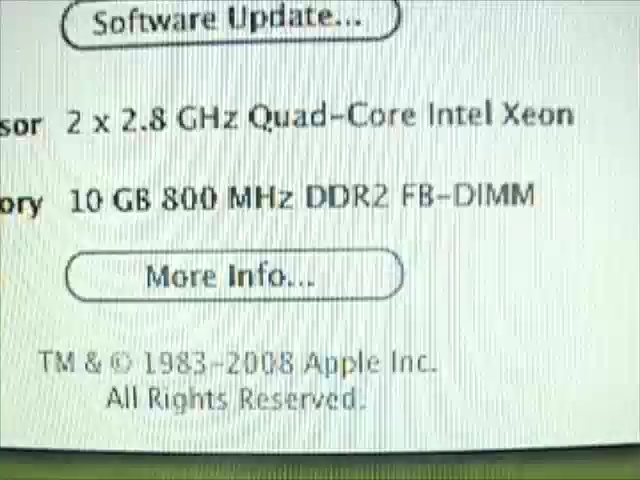 Software Update...
sor 2 x 2.8 GHz Quad-Core Intel Xeon
ory 10 GB 800 MHz DDR2 FB-DIMM
More Info...
TM & © 1983-2008 Apple Inc.
All Rights Reserved.